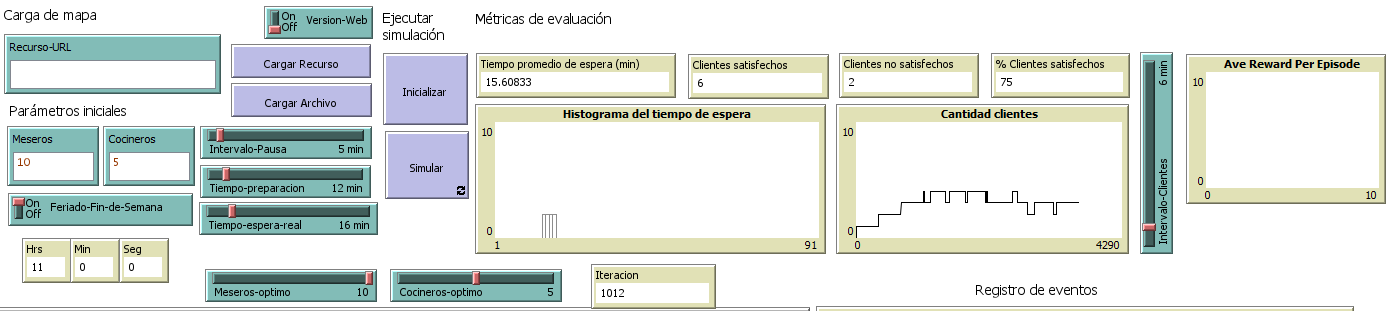 Carga de mapa
Recurso-URL
On
Off
Version-Web
Cargar Recurso
Cargar Archivo
Ejecutar
simulación
Inicializar
Simular
Parámetros iniciales
Meseros
10
Cocineros
5
On
Off
Feriado-Fin-de-Semana
Hrs
11
Min
0
Seg
0
Intervalo-Pausa 5 min
Tiempo-preparacion 12 min
Tiempo-espera-real 16 min
Meseros-optimo 10
Cocineros-optimo 5
Métricas de evaluación
Tiempo promedio de espera (min)
15.60833
Clientes satisfechos
6
Clientes no satisfechos
2
% Clientes satisfechos
75
Histograma del tiempo de espera
10
0
1 91
Cantidad clientes
10
0
0 4290
Intervalo-Clientes 6 min
Ave Reward Per Episode
10
0
0 10
Iteracion
1012
Registro de eventos